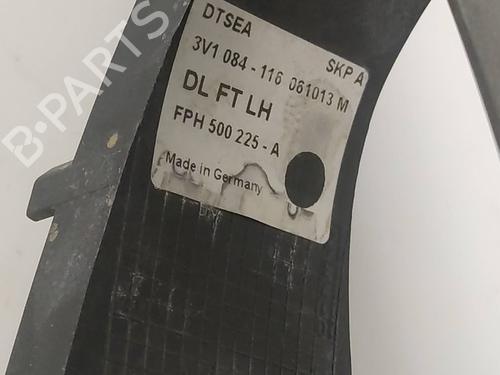 DTSEA SKP A
3V1 084-116 061013 M
DL FT LH
FPH 500 225-A
Made in Germany
B-PARTS